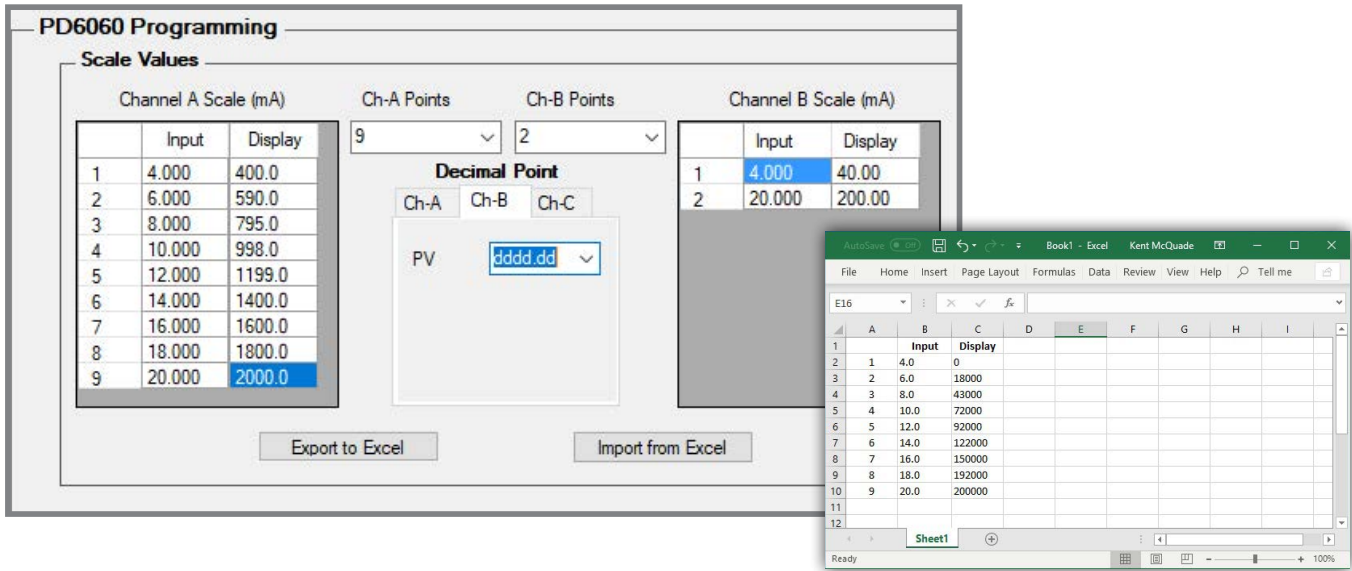 PD6060 Programming
Scale Values
Channel A Scale (mA) Ch-A Points Ch-B Points Channel B Scale (mA)
Input Display
1 4.000 400.0
2 6.000 590.0
3 8.000 795.0
4 10.000 998.0
5 12.000 1199.0
6 14.000 1400.0
7 16.000 1600.0
8 18.000 1800.0
9 20.000 2000.0
9
2
Decimal Point
Ch-A Ch-B Ch-C
PV dddd.dd
Input Display
1 4.000 40.00
2 20.000 200.00
Export to Excel Import from Excel
AutoSave Off Book1 - Excel Kent McQuade
File Home Insert Page Layout Formulas Data Review View Help Tell me
E16 fx
A B C D E F G H I
1 Input Display
2 1 4.0 0
3 2 6.0 18000
4 3 8.0 43000
5 4 10.0 72000
6 5 12.0 92000
7 6 14.0 122000
8 7 16.0 150000
9 8 18.0 192000
10 9 20.0 200000
11
12
Sheet1
Ready 100%